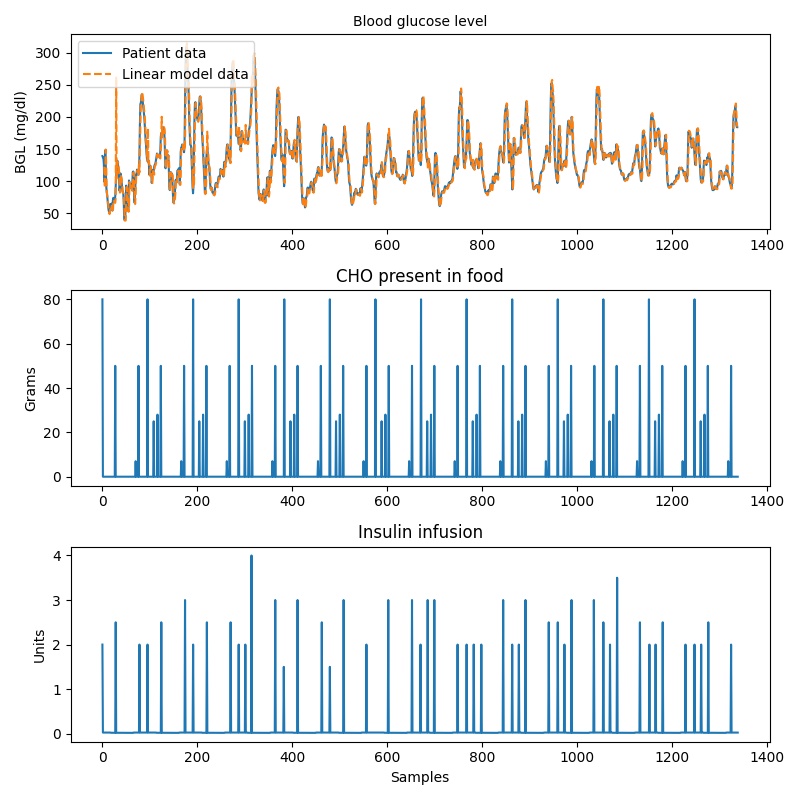 Blood glucose level
BGL (mg/dl)
300
250
200
150
100
50
Patient data
Linear model data
0 200 400 600 800 1000 1200 1400
CHO present in food
Grams
80
60
40
20
0
0 200 400 600 800 1000 1200 1400
Insulin infusion
Units
4
3
2
1
0
0 200 400 600 800 1000 1200 1400
Samples